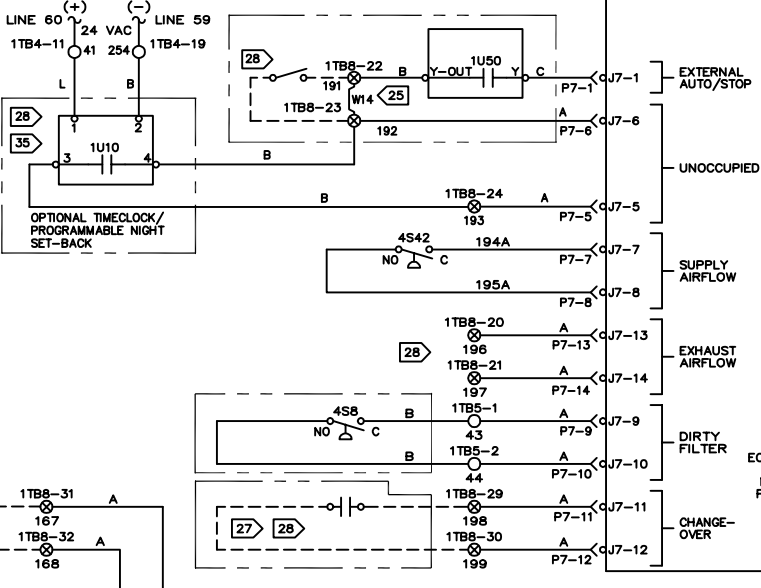 (+) (−)
LINE 60 LINE 59
24 VAC
1TB4-11 41 254 1TB4-19
L B
28
35
1 2
1U10
3 4
B
B
OPTIONAL TIMECLOCK/
PROGRAMMABLE NIGHT
SET-BACK
28
1TB8-22
191
B
1U50
Y-OUT Y
C
P7-1
J7-1
EXTERNAL
AUTO/STOP
W14
25
1TB8-23
192
A
P7-6
J7-6
UNOCCUPIED
1TB8-24
193
A
P7-5
J7-5
4S42
NO C
194A
P7-7
J7-7
195A
P7-8
J7-8
SUPPLY
AIRFLOW
28
1TB8-20
196
A
P7-13
J7-13
1TB8-21
197
A
P7-14
J7-14
EXHAUST
AIRFLOW
4S8
NO C
B
1TB5-1
43
A
P7-9
J7-9
B
1TB5-2
44
A
P7-10
J7-10
DIRTY
FILTER
27
28
1TB8-29
198
A
P7-11
J7-11
1TB8-30
199
A
P7-12
J7-12
CHANGE-
OVER
1TB8-31
167
A
1TB8-32
168
A